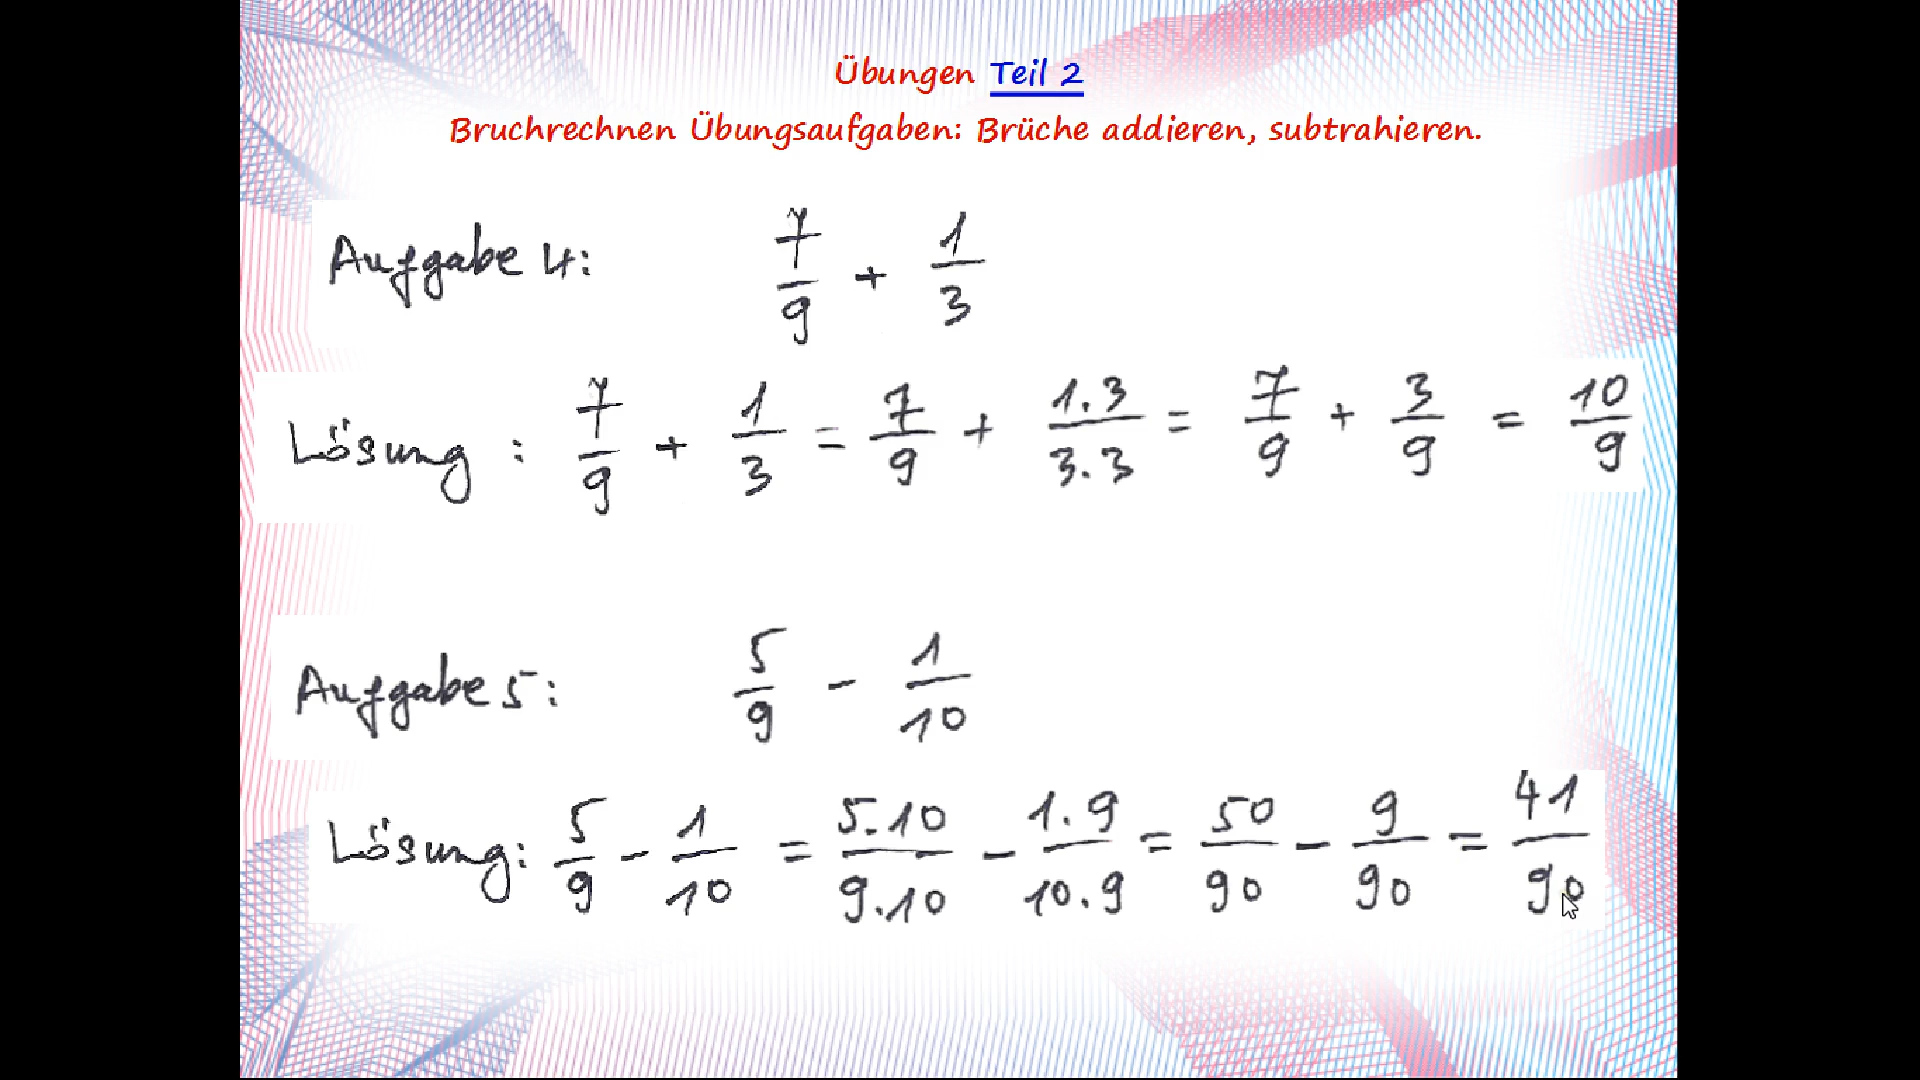 Übungen Teil 2
Bruchrechnen Übungsaufgaben: Brüche addieren, subtrahieren.
Aufgabe 4: 7/9 + 1/3
Lösung : 7/9 + 1/3 = 7/9 + 1·3/3·3 = 7/9 + 3/9 = 10/9
Aufgabe 5: 5/9 - 1/10
Lösung: 5/9 - 1/10 = 5·10/9·10 - 1·9/10·9 = 50/90 - 9/90 = 41/90